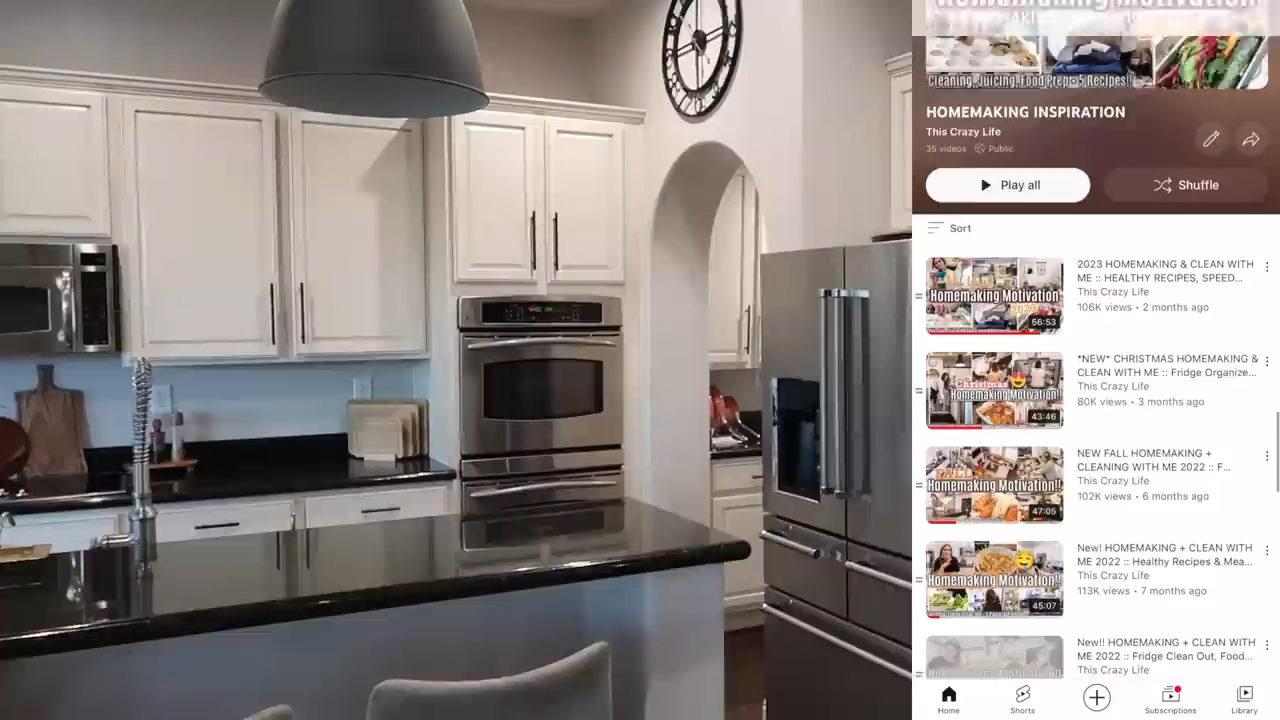 Homemaking Motivation
Cleaning, Juicing, Food Prep + 5 Recipes!!
HOMEMAKING INSPIRATION
This Crazy Life
35 videos Public
Play all
Shuffle
Sort
Homemaking Motivation
2023
56:53
2023 HOMEMAKING & CLEAN WITH
ME :: HEALTHY RECIPES, SPEED...
This Crazy Life
106K views • 2 months ago
Christmas
Homemaking Motivation!!
43:46
*NEW* CHRISTMAS HOMEMAKING &
CLEAN WITH ME :: Fridge Organize...
This Crazy Life
80K views • 3 months ago
Homemaking Motivation!!
47:05
NEW FALL HOMEMAKING +
CLEANING WITH ME 2022 :: F...
This Crazy Life
102K views • 6 months ago
Homemaking Motivation!!
45:07
New! HOMEMAKING + CLEAN WITH
ME 2022 :: Healthy Recipes & Mea...
This Crazy Life
113K views • 7 months ago
New!! HOMEMAKING + CLEAN WITH
ME 2022 :: Fridge Clean Out, Food...
This Crazy Life
Home
Shorts
Subscriptions
Library